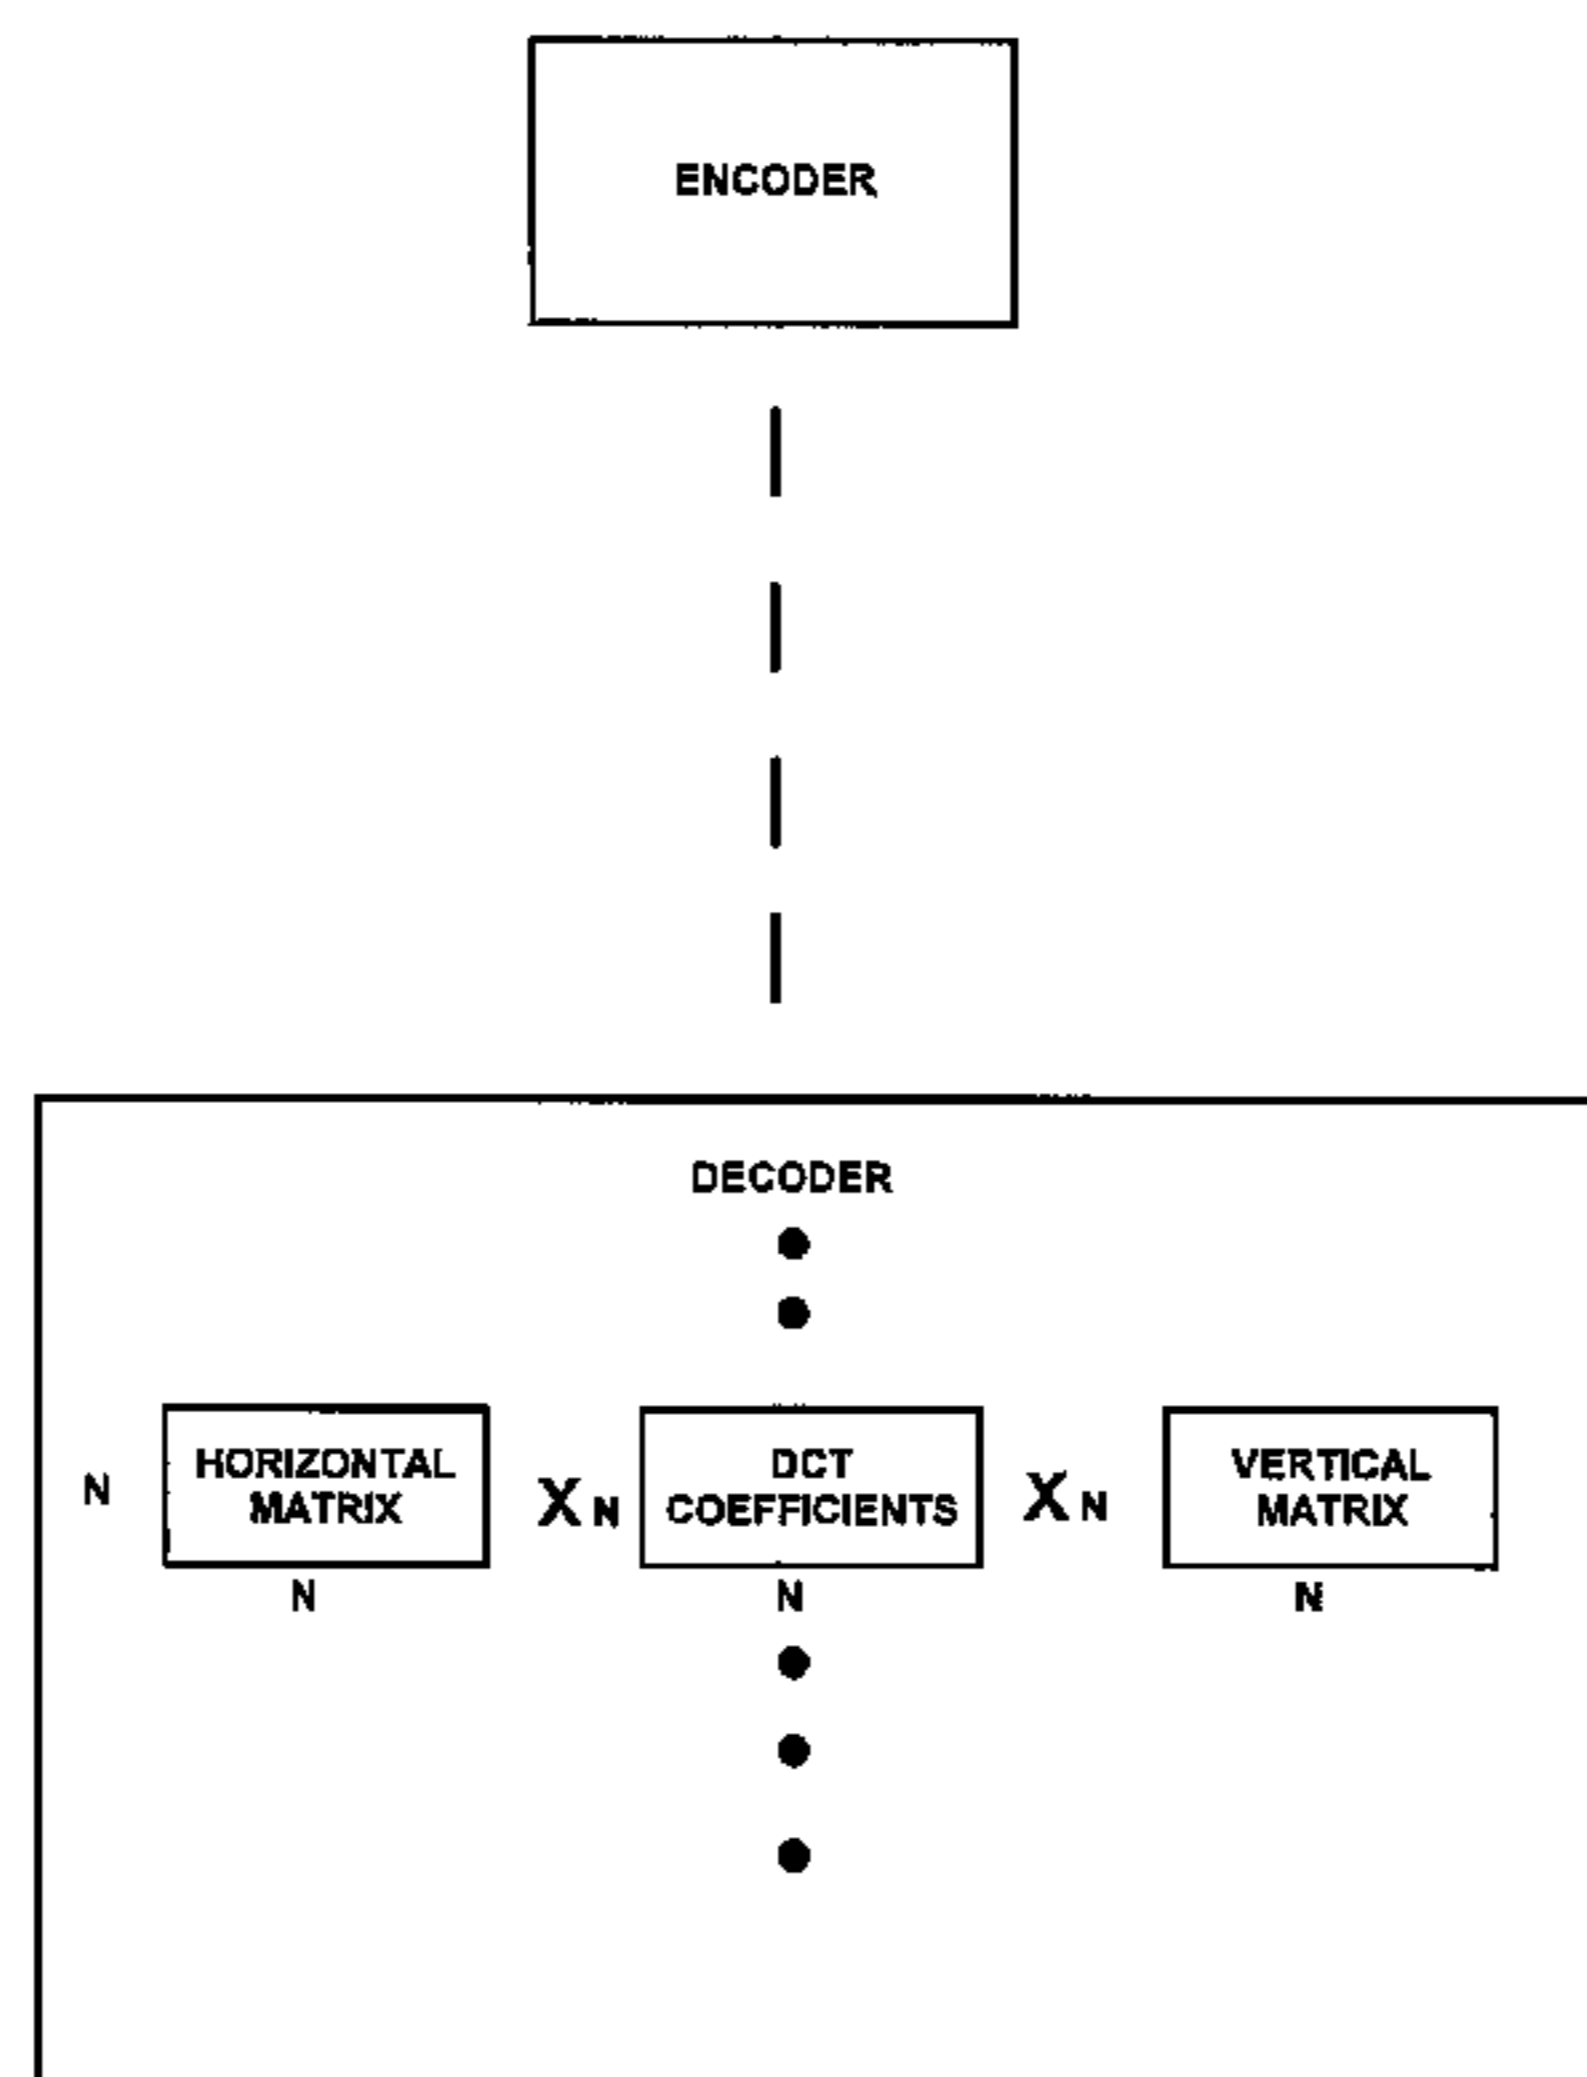 ENCODER
DECODER
N
HORIZONTAL
MATRIX
N
X N
DCT
COEFFICIENTS
N
X N
VERTICAL
MATRIX
N